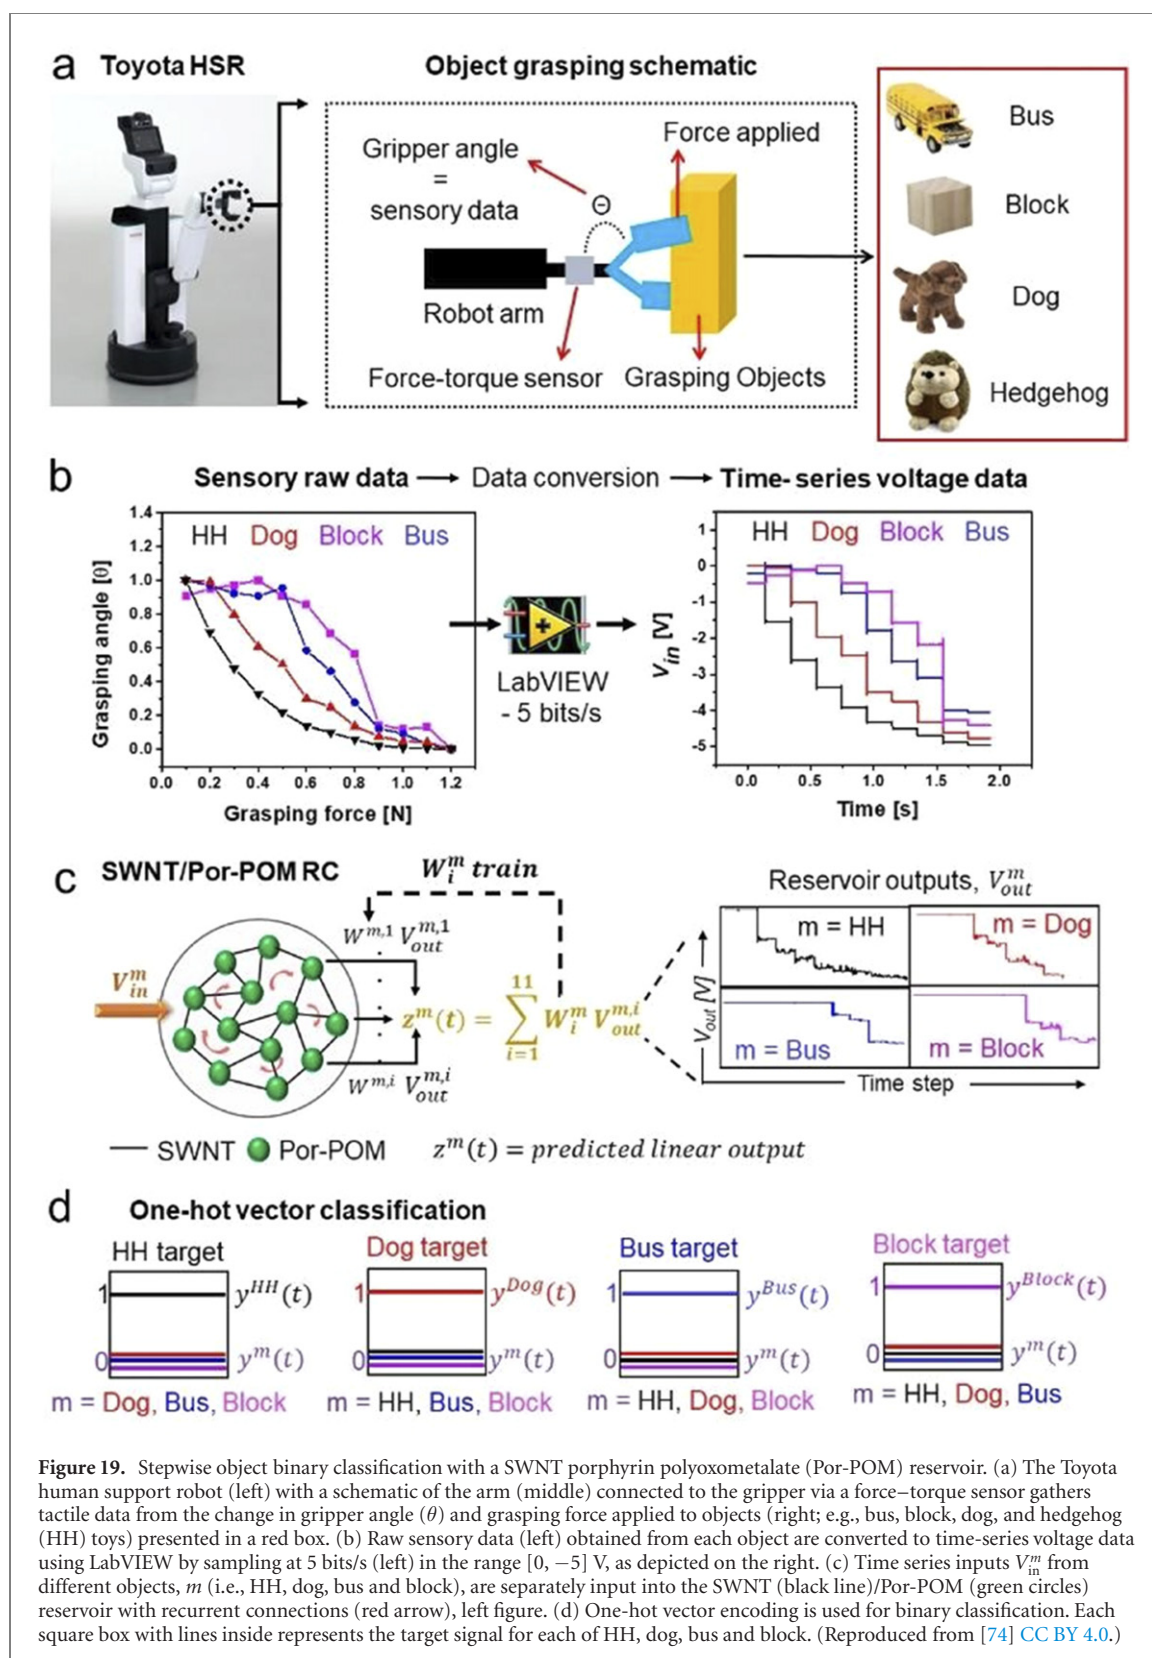 a Toyota HSR Object grasping schematic
Gripper angle
=
sensory data
Θ
Force applied
Robot arm
Force-torque sensor
Grasping Objects
Bus
Block
Dog
Hedgehog
b Sensory raw data → Data conversion → Time- series voltage data
HH Dog Block Bus
1.4
1.2
1.0
0.8
0.6
0.4
0.2
0.0
Grasping angle [θ]
0.0 0.2 0.4 0.6 0.8 1.0 1.2
Grasping force [N]
LabVIEW
- 5 bits/s
HH Dog Block Bus
1
0
-1
-2
-3
-4
-5
V_in [V]
0.0 0.5 1.0 1.5 2.0
Time [s]
c SWNT/Por-POM RC
W_i^m train
V_in^m
W^{m,1} V_out^{m,1}
z^m(t) = ∑_{i=1}^{11} W_i^m V_out^{m,i}
W^{m,i} V_out^{m,i}
Reservoir outputs, V_out^m
m = HH
m = Dog
m = Bus
m = Block
V_out [V]
Time step
SWNT Por-POM z^m(t) = predicted linear output
d One-hot vector classification
HH target
1 y^{HH}(t)
0 y^m(t)
m = Dog, Bus, Block
Dog target
1 y^{Dog}(t)
0 y^m(t)
m = HH, Bus, Block
Bus target
1 y^{Bus}(t)
0 y^m(t)
m = HH, Dog, Block
Block target
1 y^{Block}(t)
0 y^m(t)
m = HH, Dog, Bus
Figure 19. Stepwise object binary classification with a SWNT porphyrin polyoxometalate (Por-POM) reservoir. (a) The Toyota
human support robot (left) with a schematic of the arm (middle) connected to the gripper via a force–torque sensor gathers
tactile data from the change in gripper angle (θ) and grasping force applied to objects (right; e.g., bus, block, dog, and hedgehog
(HH) toys) presented in a red box. (b) Raw sensory data (left) obtained from each object are converted to time-series voltage data
using LabVIEW by sampling at 5 bits/s (left) in the range [0, −5] V, as depicted on the right. (c) Time series inputs V_in^m from
different objects, m (i.e., HH, dog, bus and block), are separately input into the SWNT (black line)/Por-POM (green circles)
reservoir with recurrent connections (red arrow), left figure. (d) One-hot vector encoding is used for binary classification. Each
square box with lines inside represents the target signal for each of HH, dog, bus and block. (Reproduced from [74] CC BY 4.0.)